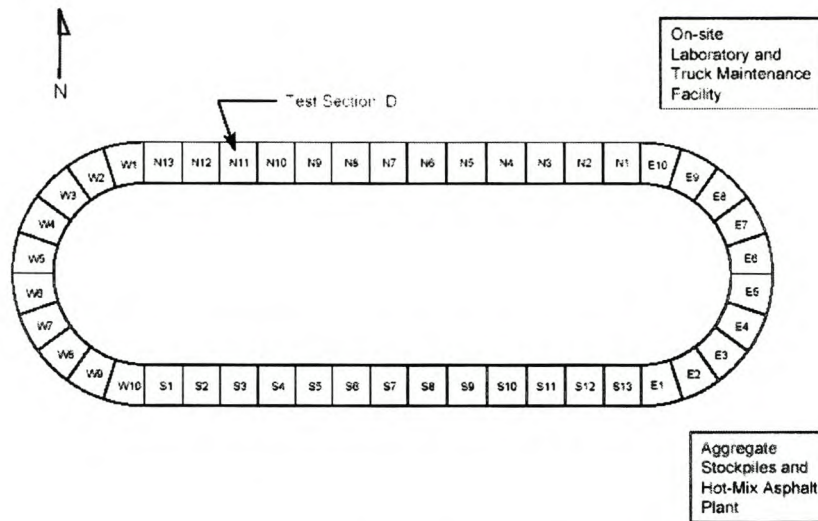 On-site
Laboratory and
Truck Maintenance
Facility
N
Test Section ID
W1 N13 N12 N11 N10 N9 N8 N7 N6 N5 N4 N3 N2 N1 E10
W2 E9
W3 E8
W4 E7
W5 E6
W6 E5
W7 E4
W8 E3
W9 E2
W10 S1 S2 S3 S4 S5 S6 S7 S8 S9 S10 S11 S12 S13 E1
Aggregate
Stockpiles and
Hot-Mix Asphalt
Plant